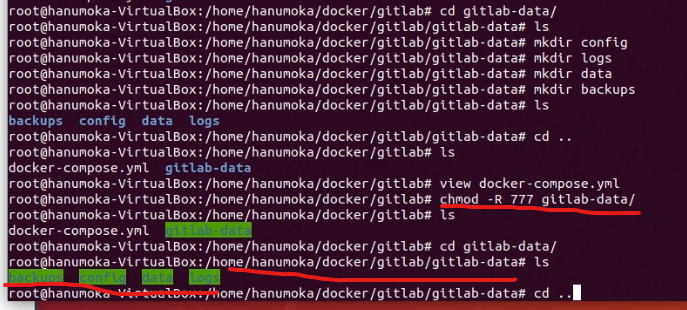 root@hanumoka-VirtualBox:/home/hanumoka/docker/gitlab# cd gitlab-data/
root@hanumoka-VirtualBox:/home/hanumoka/docker/gitlab/gitlab-data# ls
root@hanumoka-VirtualBox:/home/hanumoka/docker/gitlab/gitlab-data# mkdir config
root@hanumoka-VirtualBox:/home/hanumoka/docker/gitlab/gitlab-data# mkdir logs
root@hanumoka-VirtualBox:/home/hanumoka/docker/gitlab/gitlab-data# mkdir data
root@hanumoka-VirtualBox:/home/hanumoka/docker/gitlab/gitlab-data# mkdir backups
root@hanumoka-VirtualBox:/home/hanumoka/docker/gitlab/gitlab-data# ls
backups config data logs
root@hanumoka-VirtualBox:/home/hanumoka/docker/gitlab/gitlab-data# cd ..
root@hanumoka-VirtualBox:/home/hanumoka/docker/gitlab# ls
docker-compose.yml gitlab-data
root@hanumoka-VirtualBox:/home/hanumoka/docker/gitlab# view docker-compose.yml
root@hanumoka-VirtualBox:/home/hanumoka/docker/gitlab# chmod -R 777 gitlab-data/
root@hanumoka-VirtualBox:/home/hanumoka/docker/gitlab# ls
docker-compose.yml gitlab-data
root@hanumoka-VirtualBox:/home/hanumoka/docker/gitlab# cd gitlab-data/
root@hanumoka-VirtualBox:/home/hanumoka/docker/gitlab/gitlab-data# ls
backups config data logs
root@hanumoka-VirtualBox:/home/hanumoka/docker/gitlab/gitlab-data# cd ..